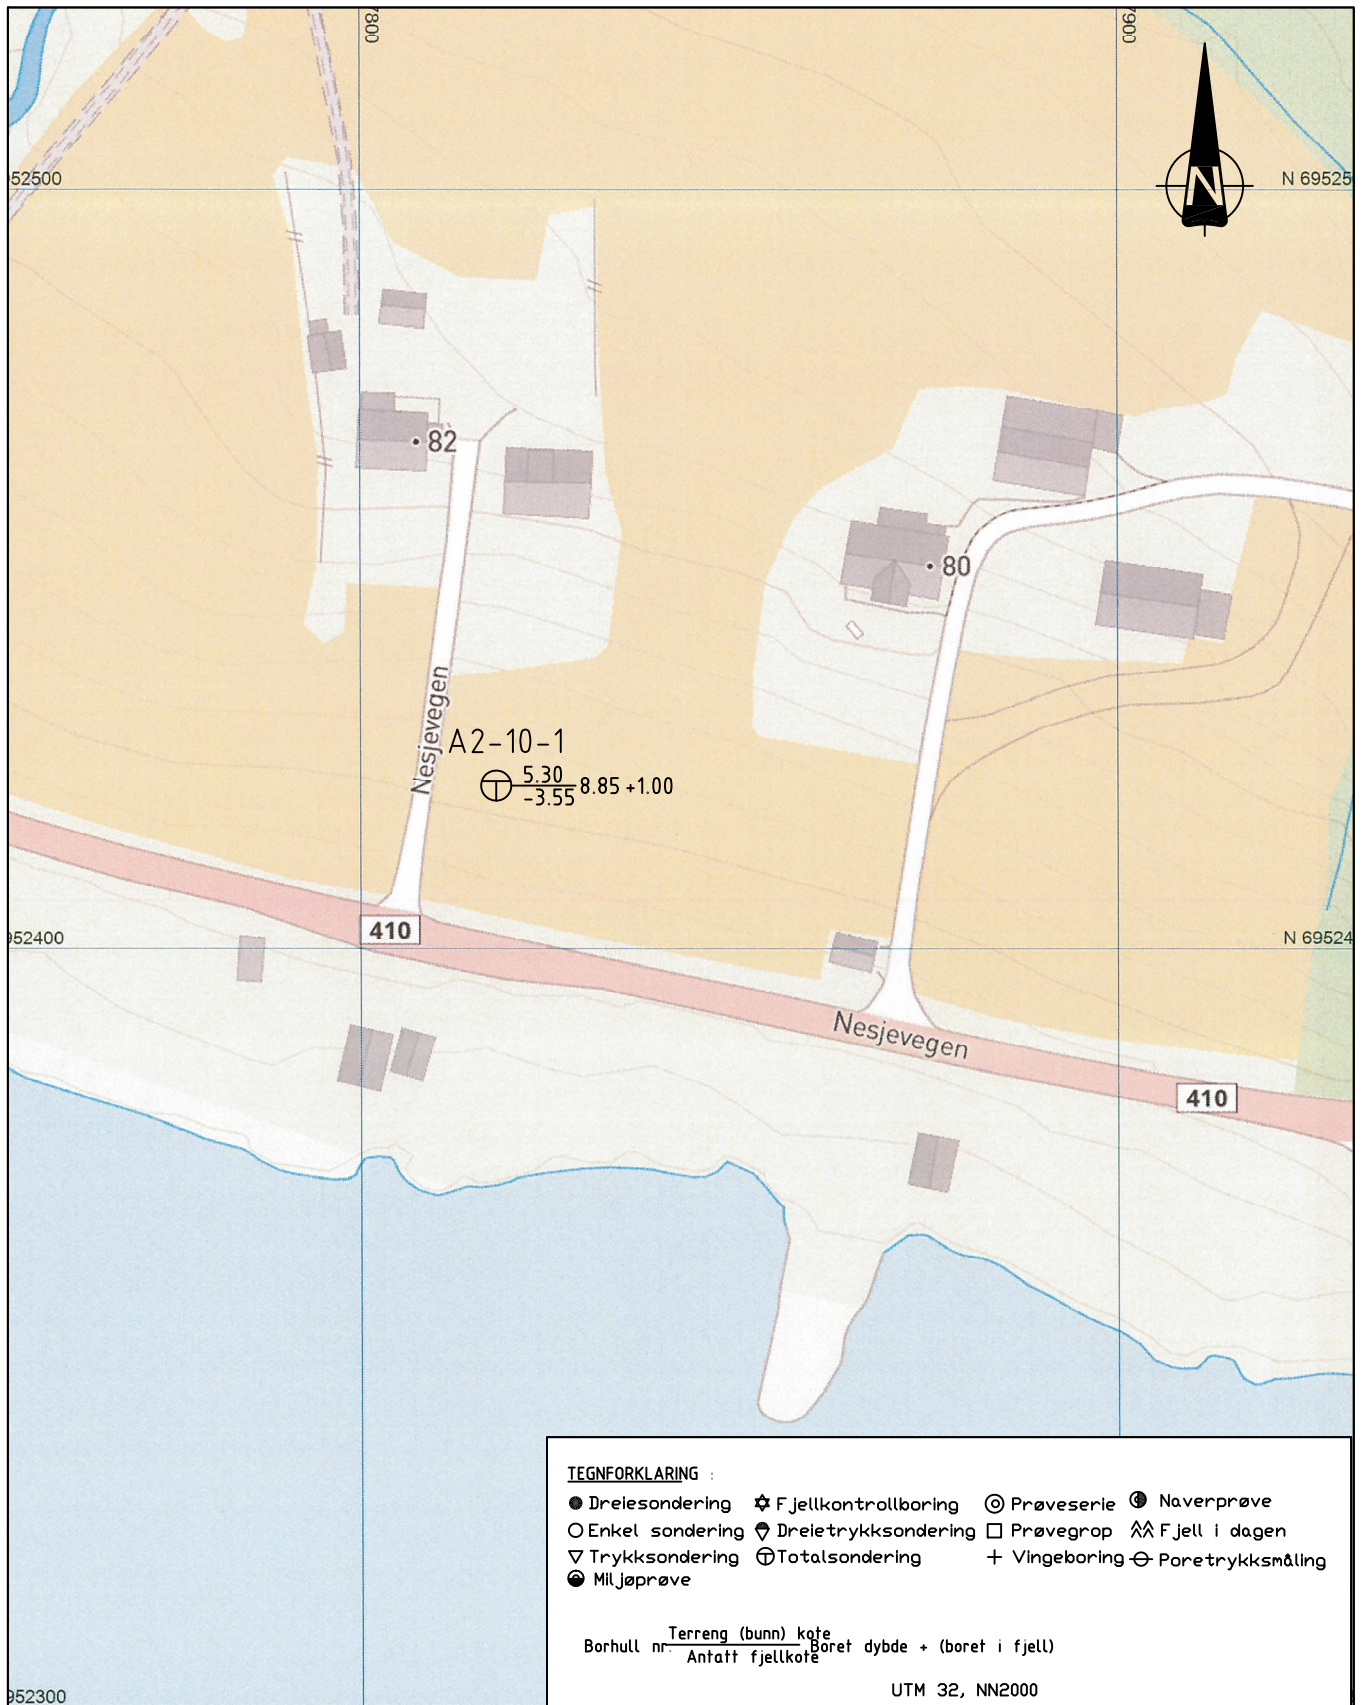 7800
7900
52500
N 69525
N
82
80
Nesjevegen
A2-10-1
5.30
-3.55
8.85 +1.00
410
952400
N 69524
Nesjevegen
410
TEGNFORKLARING :
Dreiesondering Fjellkontrollboring Prøveserie Naverprøve
Enkel sondering Dreietrykksondering Prøvegrop Fjell i dagen
Trykksondering Totalsondering Vingeboring Poretrykksmåling
Miljøprøve
Terreng (bunn) kote
Borhull nr. Boret dybde + (boret i fjell)
Antatt fjellkote
UTM 32, NN2000
952300